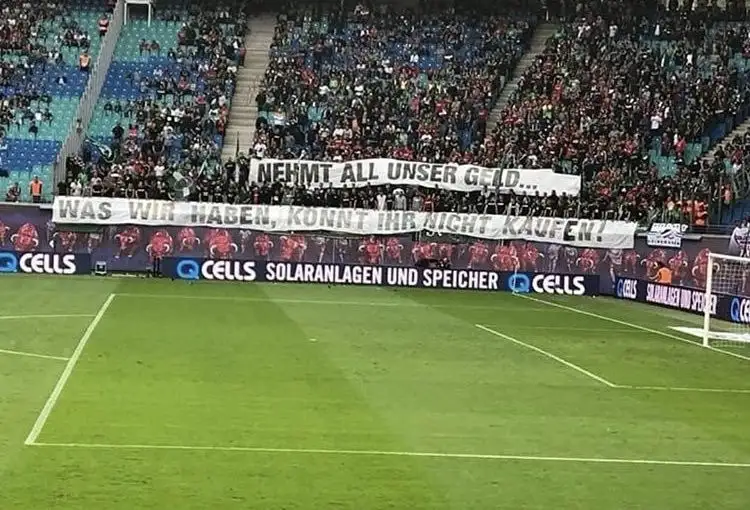 NEHMT ALL UNSER GELD...
WAS WIR HABEN, KÖNNT IHR NICHT KAUFEN!
Q CELLS
Q CELLS SOLARANLAGEN UND SPEICHER Q CELLS
Q CELLS SOLARANLAGEN UND SPEICHER Q